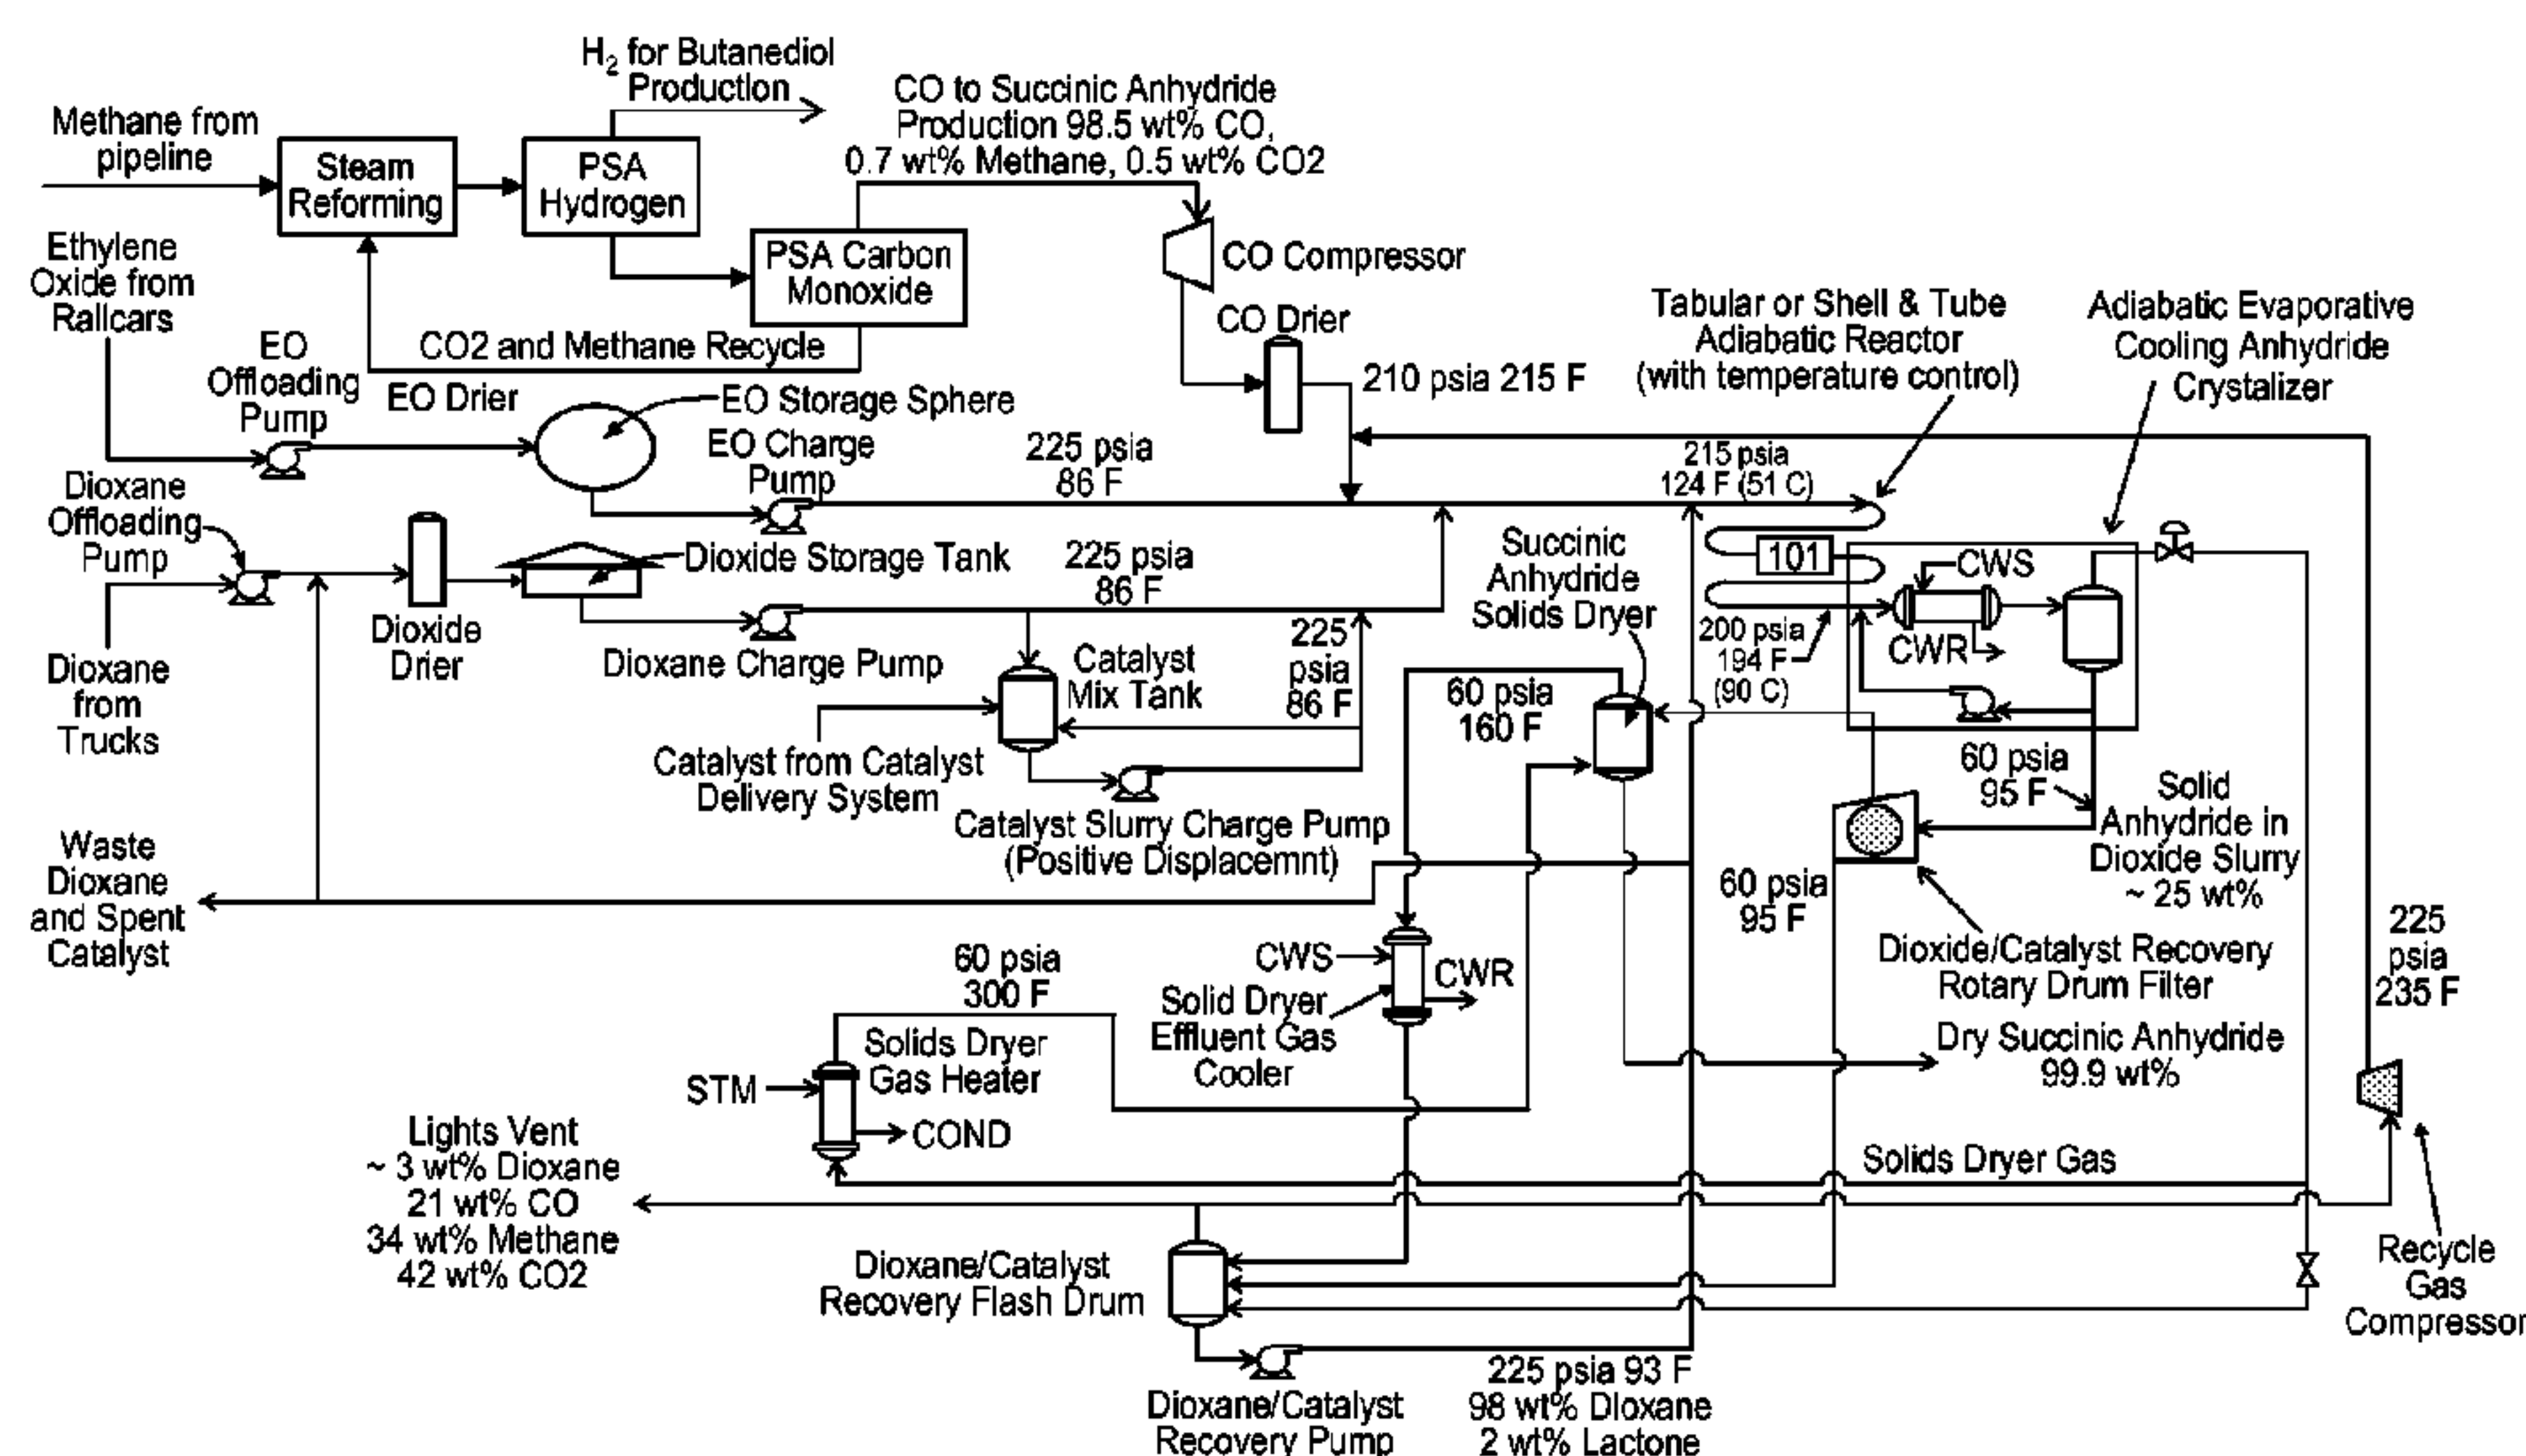 H2 for Butanediol
Production
CO to Succinic Anhydride
Production 98.5 wt% CO,
0.7 wt% Methane, 0.5 wt% CO2
Methane from
pipeline
Steam
Reforming
PSA
Hydrogen
PSA Carbon
Monoxide
CO Compressor
Ethylene
Oxide from
Rallcars
CO2 and Methane Recycle
CO Drier
Tabular or Shell & Tube
Adiabatic Reactor
(with temperature control)
Adiabatic Evaporative
Cooling Anhydride
Crystalizer
EO
Offloading
Pump
EO Drier
EO Storage Sphere
210 psia 215 F
EO Charge
Pump
225 psia
86 F
215 psia
124 F (51 C)
Dioxane
Offloading
Pump
Dioxide Storage Tank
225 psia
86 F
Succinic
Anhydride
Solids Dryer
101
CWS
CWR
200 psia
194 F
(90 C)
Dioxide
Drier
Dioxane Charge Pump
Catalyst
Mix Tank
225
psia
86 F
60 psia
160 F
Dioxane
from
Trucks
Catalyst from Catalyst
Delivery System
Catalyst Slurry Charge Pump
(Positive Displacemnt)
60 psia
95 F
Solid
Anhydride in
Dioxide Slurry
~ 25 wt%
Waste
Dioxane
and Spent
Catalyst
60 psia
95 F
Dioxide/Catalyst Recovery
Rotary Drum Filter
225
psia
235 F
60 psia
300 F
CWS
CWR
Solid Dryer
Effluent Gas
Cooler
Dry Succinic Anhydride
99.9 wt%
Solids Dryer
Gas Heater
STM
COND
Lights Vent
~ 3 wt% Dioxane
21 wt% CO
34 wt% Methane
42 wt% CO2
Solids Dryer Gas
Dioxane/Catalyst
Recovery Flash Drum
Recycle
Gas
Compressor
225 psia 93 F
98 wt% Dloxane
2 wt% Lactone
Dioxane/Catalyst
Recovery Pump